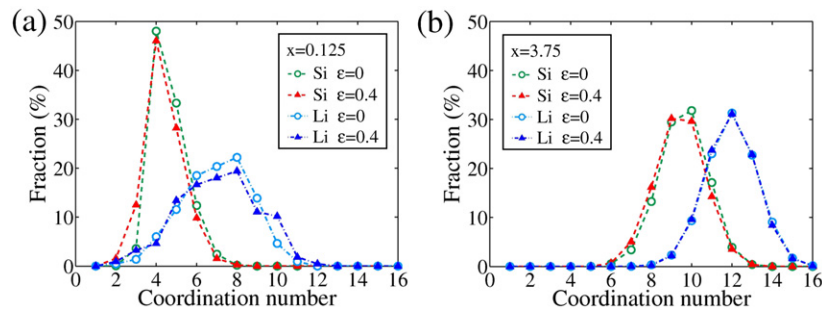 (a)
50
40
30
20
10
0
Fraction (%)
x=0.125
Si ε=0
Si ε=0.4
Li ε=0
Li ε=0.4
0 2 4 6 8 10 12 14 16
Coordination number
(b)
50
40
30
20
10
0
Fraction (%)
x=3.75
Si ε=0
Si ε=0.4
Li ε=0
Li ε=0.4
0 2 4 6 8 10 12 14 16
Coordination number